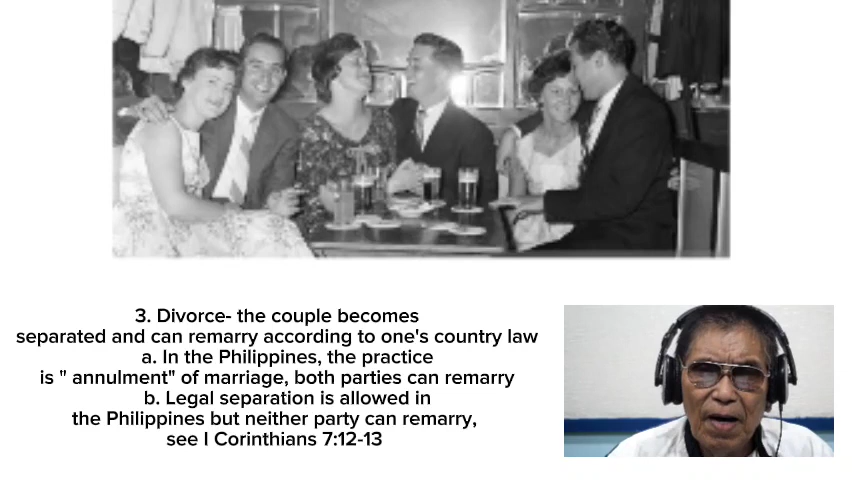 3. Divorce- the couple becomes
separated and can remarry according to one's country law
a. In the Philippines, the practice
is " annulment" of marriage, both parties can remarry
b. Legal separation is allowed in
the Philippines but neither party can remarry,
see I Corinthians 7:12-13